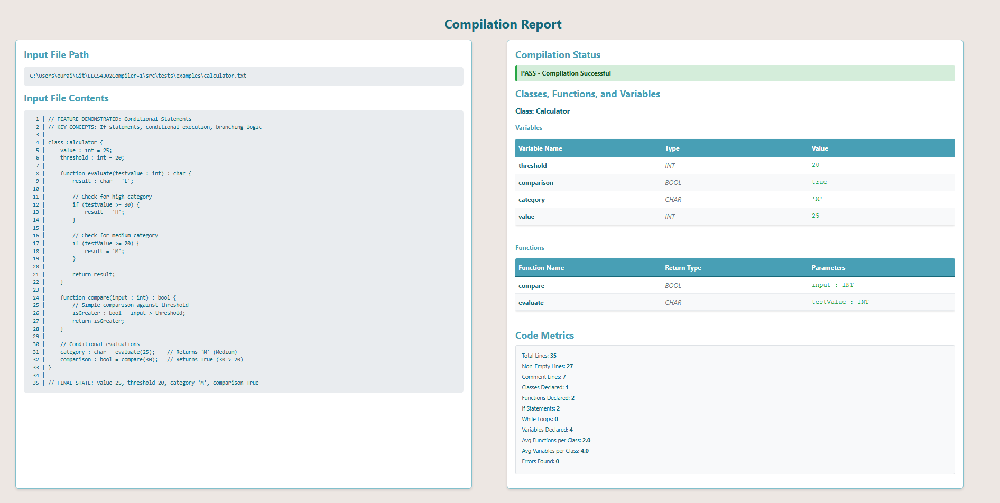 Compilation Report
Input File Path
C:\Users\ourai\Git\EECS4302Compiler-1\src\tests\examples\calculator.txt
Input File Contents
1 | // FEATURE DEMONSTRATED: Conditional Statements
2 | // KEY CONCEPTS: If statements, conditional execution, branching logic
3 |
4 | class Calculator {
5 |     value : int = 25;
6 |     threshold : int = 20;
7 |
8 |     function evaluate(testValue : int) : char {
9 |         result : char = 'L';
10 |
11 |         // Check for high category
12 |         if (testValue >= 30) {
13 |             result = 'H';
14 |         }
15 |
16 |         // Check for medium category
17 |         if (testValue >= 20) {
18 |             result = 'M';
19 |         }
20 |
21 |         return result;
22 |     }
23 |
24 |     function compare(input : int) : bool {
25 |         // Simple comparison against threshold
26 |         isGreater : bool = input > threshold;
27 |         return isGreater;
28 |     }
29 |
30 |     // Conditional evaluations
31 |     category : char = evaluate(25);    // Returns 'M' (Medium)
32 |     comparison : bool = compare(30);   // Returns True (30 > 20)
33 | }
34 |
35 | // FINAL STATE: value=25, threshold=20, category='M', comparison=True
Compilation Status
PASS - Compilation Successful
Classes, Functions, and Variables
Class: Calculator
Variables
Variable Name Type Value
threshold INT 20
comparison BOOL true
category CHAR 'M'
value INT 25
Functions
Function Name Return Type Parameters
compare BOOL input : INT
evaluate CHAR testValue : INT
Code Metrics
Total Lines: 35
Non-Empty Lines: 27
Comment Lines: 7
Classes Declared: 1
Functions Declared: 2
If Statements: 2
While Loops: 0
Variables Declared: 4
Avg Functions per Class: 2.0
Avg Variables per Class: 4.0
Errors Found: 0